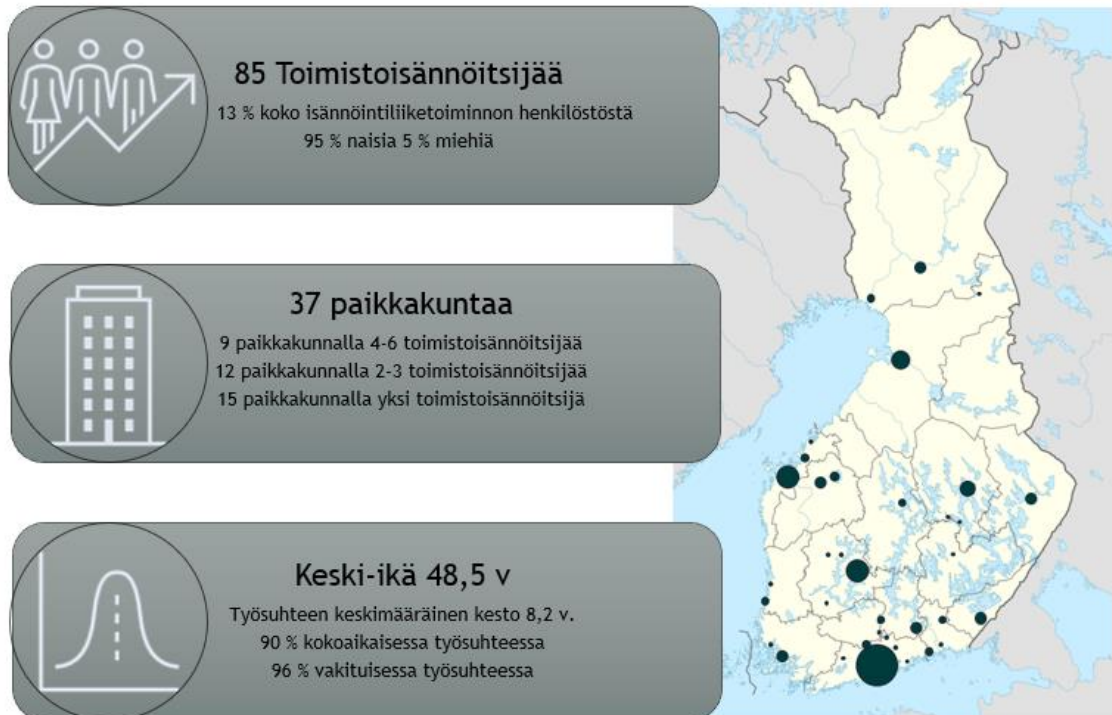 85 Toimistoisännöitsijää
13 % koko isännöintiliiketoiminnon henkilöstöstä
95 % naisia 5 % miehiä
37 paikkakuntaa
9 paikkakunnalla 4-6 toimistoisännöitsijää
12 paikkakunnalla 2-3 toimistoisännöitsijää
15 paikkakunnalla yksi toimistoisännöitsijä
Keski-ikä 48,5 v
Työsuhteen keskimääräinen kesto 8,2 v.
90 % kokoaikaisessa työsuhteessa
96 % vakituisessa työsuhteessa